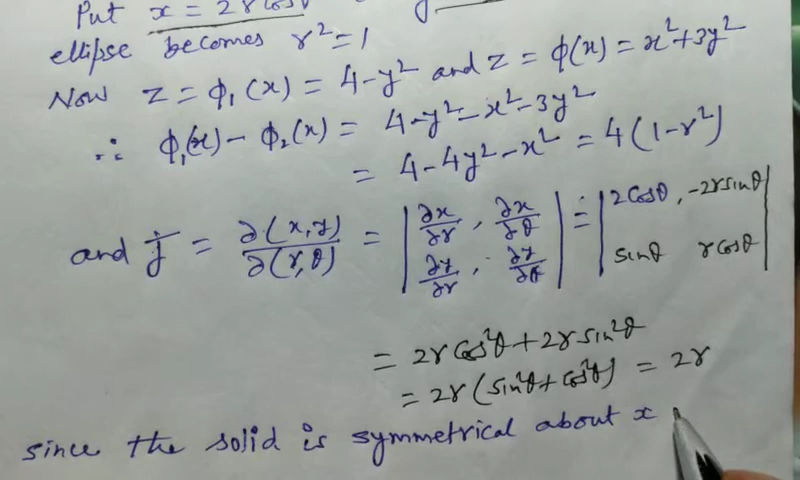 Put x = 2r cosθ y
ellipse becomes r² = 1
Now z = ϕ₁(x) = 4-y² and z = ϕ(x) = x²+3y²
∴ ϕ₁(x) - ϕ₂(x) = 4-y²-x²-3y²
= 4-4y²-x² = 4(1-r²)
and J = ∂(x,y)/∂(r,θ) = | ∂x/∂r , ∂x/∂θ ; ∂y/∂r , ∂y/∂θ | = | 2cosθ , -2r sinθ ; sinθ r cosθ |
= 2r cos²θ + 2r sin²θ
= 2r (sin²θ + cos²θ) = 2r
since the solid is symmetrical about x